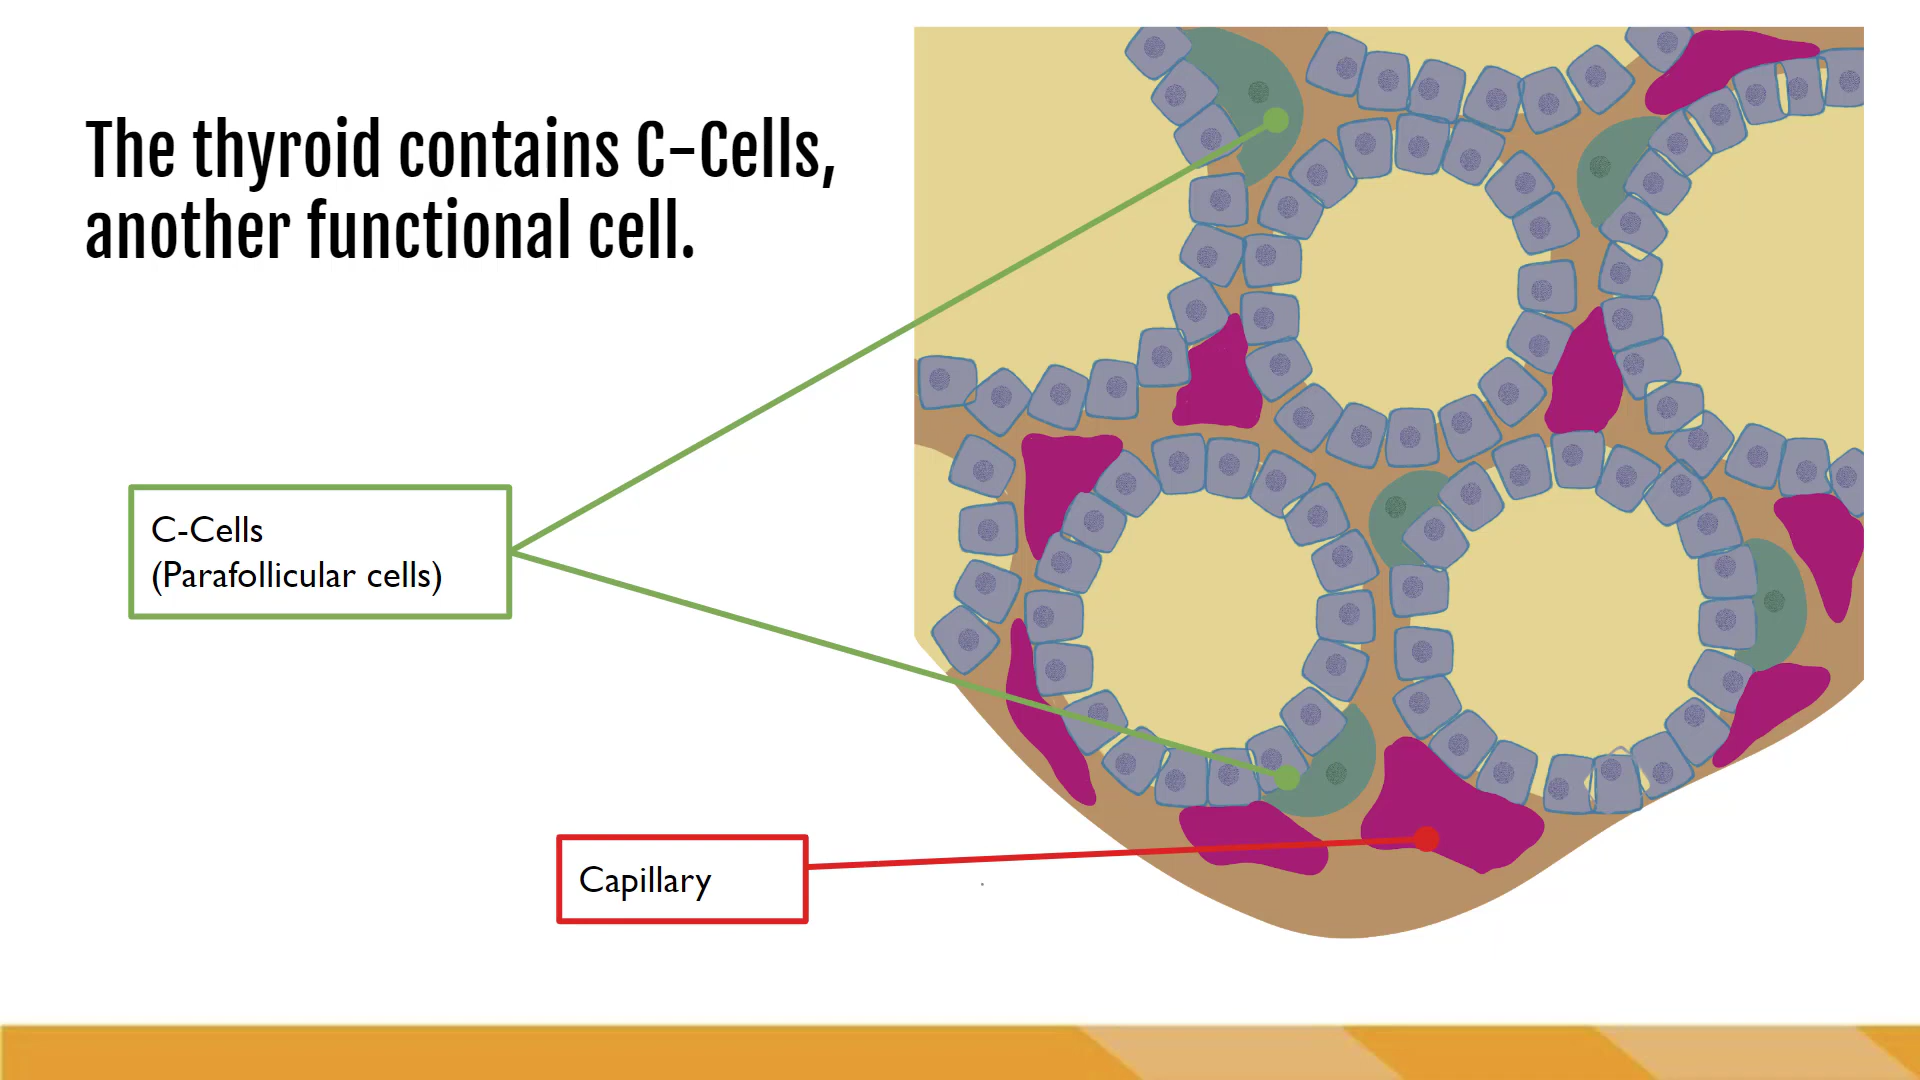 The thyroid contains C-Cells,
another functional cell.
C-Cells
(Parafollicular cells)
Capillary